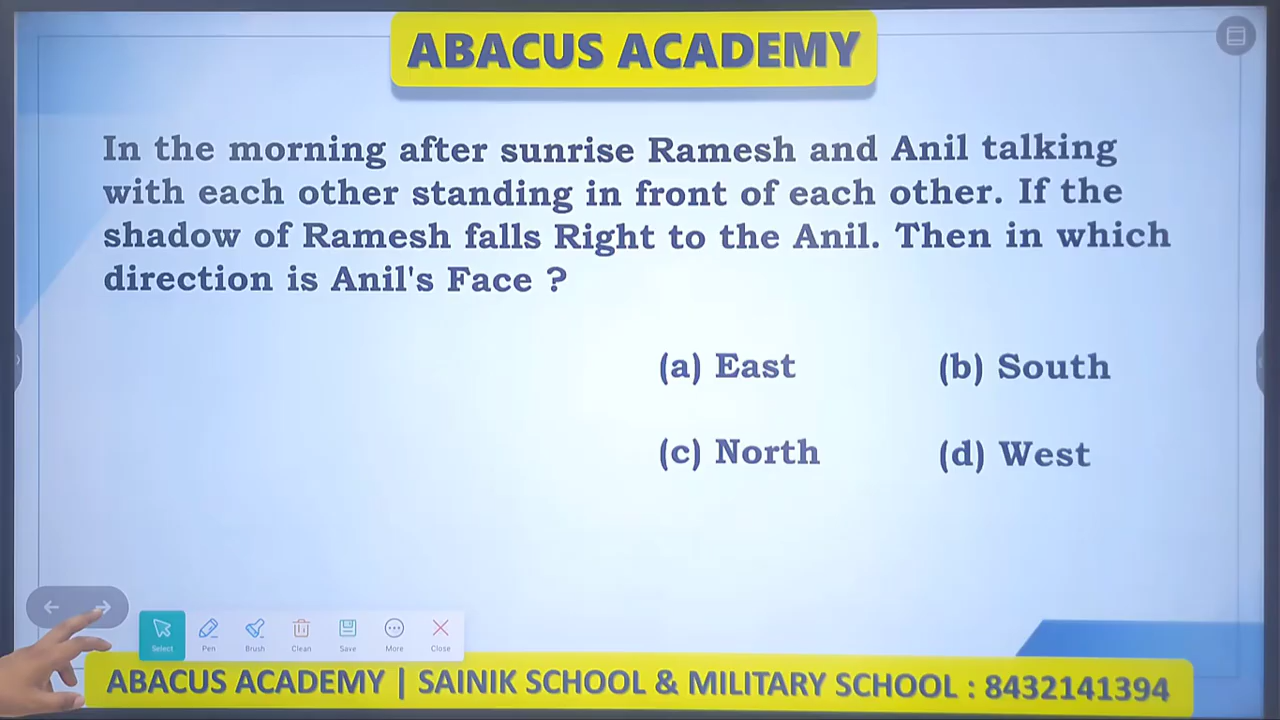 ABACUS ACADEMY
In the morning after sunrise Ramesh and Anil talking
with each other standing in front of each other. If the
shadow of Ramesh falls Right to the Anil. Then in which
direction is Anil's Face ?
(a) East (b) South
(c) North (d) West
Select Pen Brush Clean Save More Close
ABACUS ACADEMY | SAINIK SCHOOL & MILITARY SCHOOL : 8432141394